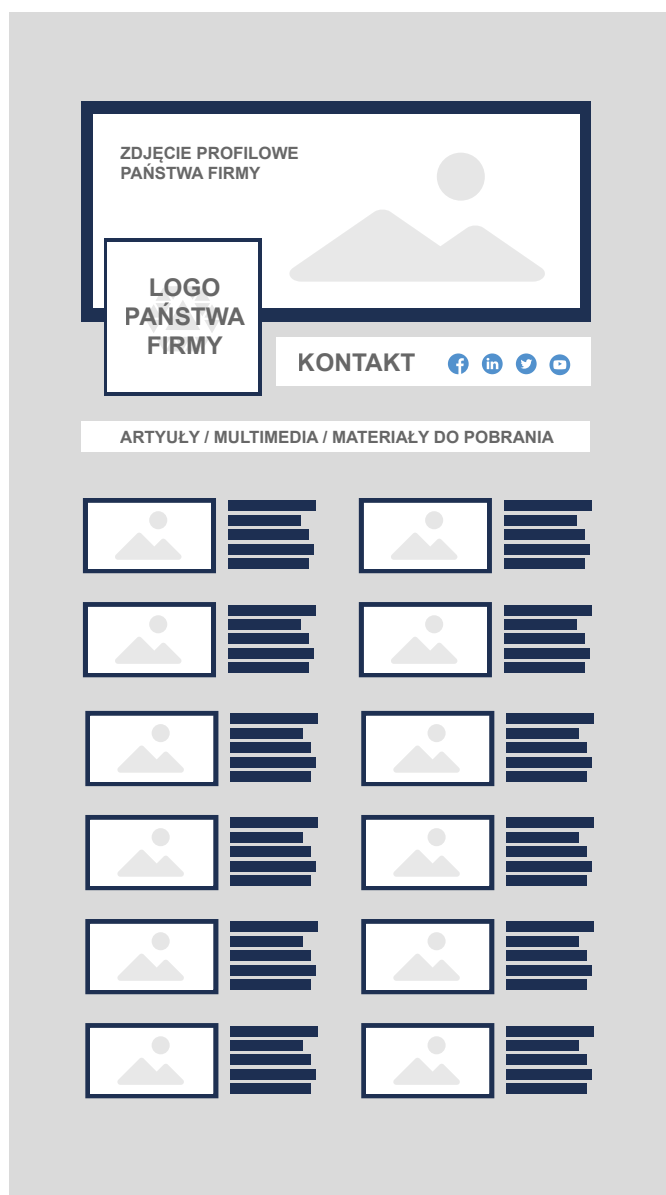 ZDJĘCIE PROFILOWE
PAŃSTWA FIRMY
LOGO
PAŃSTWA
FIRMY
KONTAKT
ARTYUŁY / MULTIMEDIA / MATERIAŁY DO POBRANIA